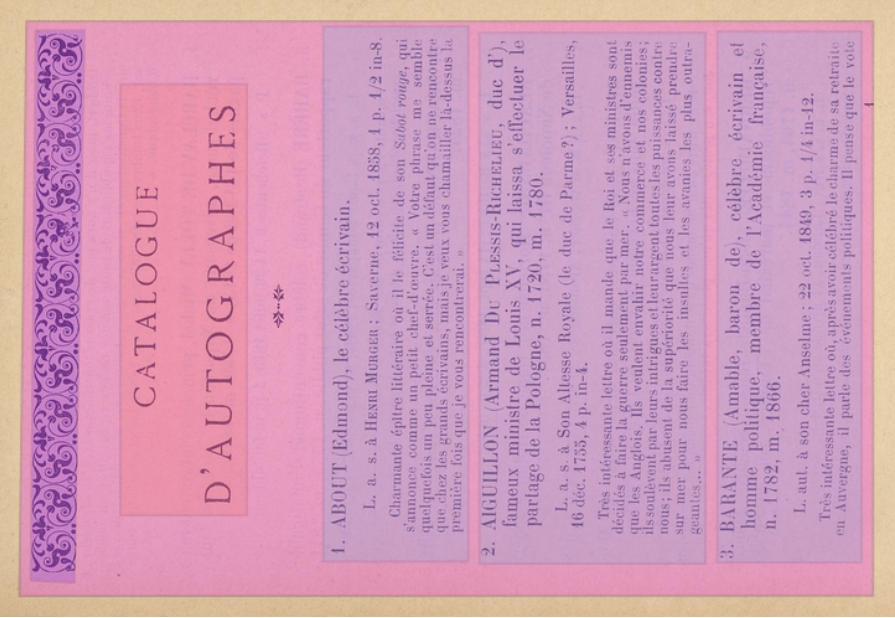 CATALOGUE
D'AUTOGRAPHES
1. ABOUT (Edmond), le célèbre écrivain.
L. a. s. à HENRI MURGER ; Saverne, 12 oct. 1858, 1 p. 1/2 in-8.
Charmante épître littéraire où il le félicite de son Sabot rouge, qui
s'annonce comme un petit chef-d'œuvre. « Votre phrase me semble
quelquefois un peu pleine et serrée. C'est un défaut qu'on ne rencontre
que chez les grands écrivains, mais je veux vous chamailler là-dessus la
première fois que je vous rencontrerai. »
2. AIGUILLON (Armand DU PLESSIS-RICHELIEU, duc d'),
fameux ministre de Louis XV, qui laissa s'effectuer le
partage de la Pologne, n. 1720, m. 1780.
L. a. s. à Son Altesse Royale (le duc de Parme ?) ; Versailles,
16 déc. 1755, 4 p. in-4.
Très intéressante lettre où il mande que le Roi et ses ministres sont
décidés à faire la guerre seulement par mer. « Nous n'avons d'ennemis
que les Anglois. Ils veulent envahir notre commerce et nos colonies ;
ils soulèvent par leurs intrigues et leur argent toutes les puissances contre
nous ; ils abusent de la supériorité que nous leur avons laissé prendre
sur mer pour nous faire les insultes et les avanies les plus outra-
geantes... »
3. BARANTE (Amable, baron de), célèbre écrivain et
homme politique, membre de l'Académie française,
n. 1782, m. 1866.
L. aut. à son cher Anselme ; 22 oct. 1849, 3 p. 1/4 in-12.
Très intéressante lettre où, après avoir célébré le charme de sa retraite
en Auvergne, il parle des événements politiques. Il pense que le vote
1